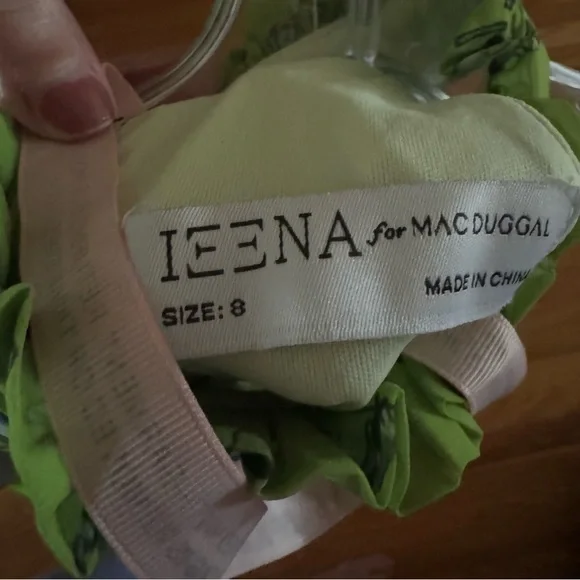 IEENA for MAC DUGGAL
SIZE: 8
MADE IN CHINA